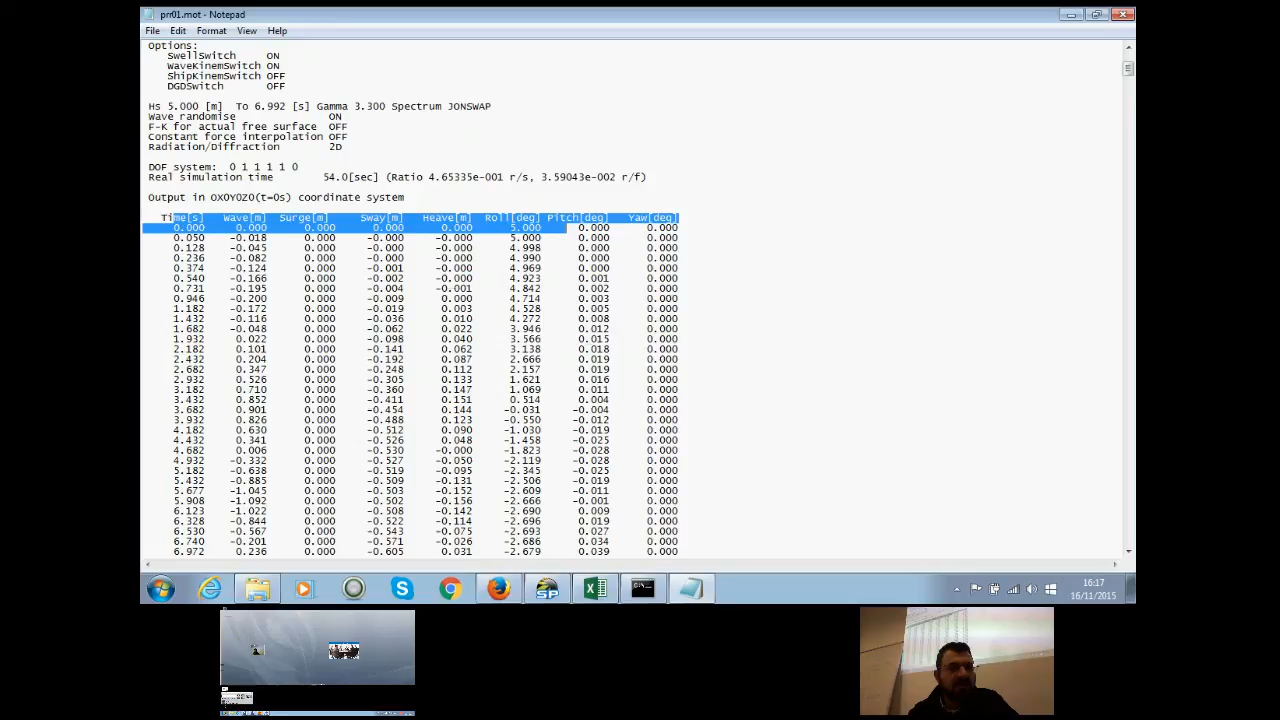 prr01.mot - Notepad
File Edit Format View Help
Options:
SwellSwitch ON
WaveKinemSwitch ON
ShipKinemSwitch OFF
DGDSwitch OFF
Hs 5.000 [m] To 6.992 [s] Gamma 3.300 Spectrum JONSWAP
Wave randomise ON
F-K for actual free surface OFF
Constant force interpolation OFF
Radiation/Diffraction 2D
DOF system: 0 1 1 1 1 0
Real simulation time 54.0[sec] (Ratio 4.65335e-001 r/s, 3.59043e-002 r/f)
Output in OXOYOZO(t=0s) coordinate system
Time[s] Wave[m] Surge[m] Sway[m] Heave[m] Roll[deg] Pitch[deg] Yaw[deg]
0.000 0.000 0.000 0.000 0.000 5.000 0.000 0.000
0.050 -0.018 0.000 -0.000 -0.000 5.000 0.000 0.000
0.128 -0.045 0.000 -0.000 -0.000 4.998 0.000 0.000
0.236 -0.082 0.000 -0.000 -0.000 4.990 0.000 0.000
0.374 -0.124 0.000 -0.001 -0.000 4.969 0.000 0.000
0.540 -0.166 0.000 -0.002 -0.000 4.923 0.001 0.000
0.731 -0.195 0.000 -0.004 -0.001 4.842 0.002 0.000
0.946 -0.200 0.000 -0.009 0.000 4.714 0.003 0.000
1.182 -0.172 0.000 -0.019 0.003 4.528 0.005 0.000
1.432 -0.116 0.000 -0.036 0.010 4.272 0.008 0.000
1.682 -0.048 0.000 -0.062 0.022 3.946 0.012 0.000
1.932 0.022 0.000 -0.098 0.040 3.566 0.015 0.000
2.182 0.101 0.000 -0.141 0.062 3.138 0.018 0.000
2.432 0.204 0.000 -0.192 0.087 2.666 0.019 0.000
2.682 0.347 0.000 -0.248 0.112 2.157 0.019 0.000
2.932 0.526 0.000 -0.305 0.133 1.621 0.016 0.000
3.182 0.710 0.000 -0.360 0.147 1.069 0.011 0.000
3.432 0.852 0.000 -0.411 0.151 0.514 0.004 0.000
3.682 0.901 0.000 -0.454 0.144 -0.031 -0.004 0.000
3.932 0.826 0.000 -0.488 0.123 -0.550 -0.012 0.000
4.182 0.630 0.000 -0.512 0.090 -1.030 -0.019 0.000
4.432 0.341 0.000 -0.526 0.048 -1.458 -0.025 0.000
4.682 0.006 0.000 -0.530 -0.000 -1.823 -0.028 0.000
4.932 -0.332 0.000 -0.527 -0.050 -2.119 -0.028 0.000
5.182 -0.638 0.000 -0.519 -0.095 -2.345 -0.025 0.000
5.432 -0.885 0.000 -0.509 -0.131 -2.506 -0.019 0.000
5.677 -1.045 0.000 -0.503 -0.152 -2.609 -0.011 0.000
5.908 -1.092 0.000 -0.502 -0.156 -2.666 -0.001 0.000
6.123 -1.022 0.000 -0.508 -0.142 -2.690 0.009 0.000
6.328 -0.844 0.000 -0.522 -0.114 -2.696 0.019 0.000
6.530 -0.567 0.000 -0.543 -0.075 -2.693 0.027 0.000
6.740 -0.201 0.000 -0.571 -0.026 -2.686 0.034 0.000
6.972 0.236 0.000 -0.605 0.031 -2.679 0.039 0.000
SP
16:17
16/11/2015